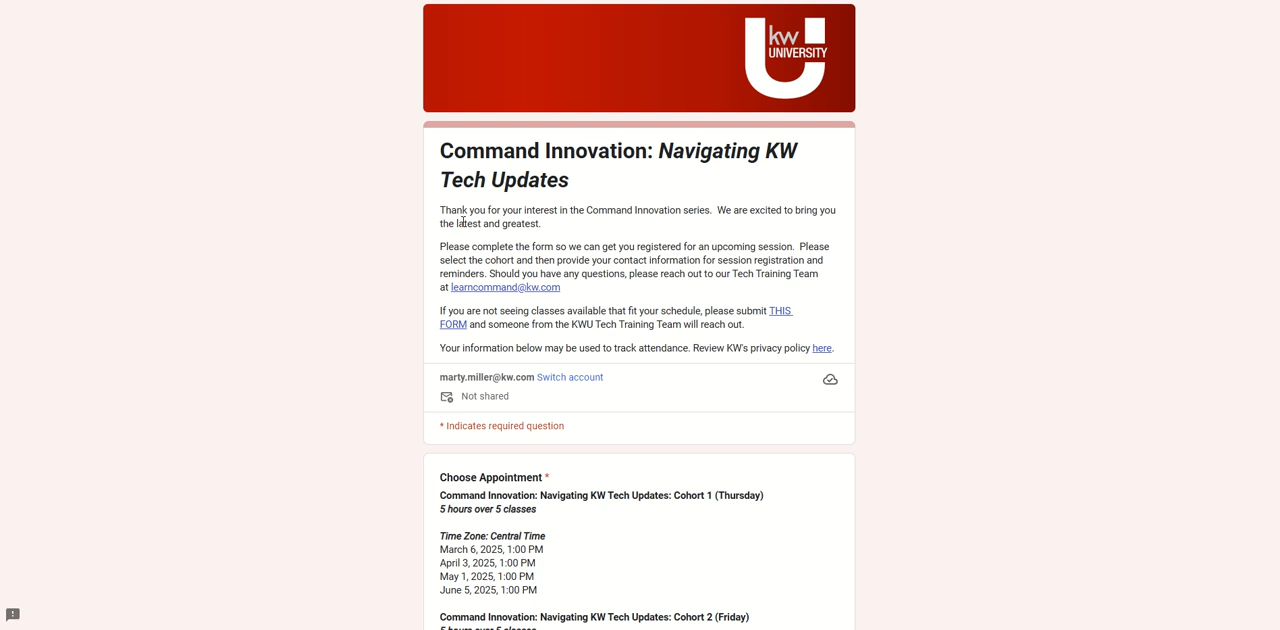 kw
UNIVERSITY
Command Innovation: Navigating KW
Tech Updates
Thank you for your interest in the Command Innovation series.  We are excited to bring you
the latest and greatest.
Please complete the form so we can get you registered for an upcoming session.  Please
select the cohort and then provide your contact information for session registration and
reminders. Should you have any questions, please reach out to our Tech Training Team
at learncommand@kw.com
If you are not seeing classes available that fit your schedule, please submit THIS
FORM and someone from the KWU Tech Training Team will reach out.
Your information below may be used to track attendance. Review KW's privacy policy here.
marty.miller@kw.com Switch account
Not shared
* Indicates required question
Choose Appointment *
Command Innovation: Navigating KW Tech Updates: Cohort 1 (Thursday)
5 hours over 5 classes
Time Zone: Central Time
March 6, 2025, 1:00 PM
April 3, 2025, 1:00 PM
May 1, 2025, 1:00 PM
June 5, 2025, 1:00 PM
Command Innovation: Navigating KW Tech Updates: Cohort 2 (Friday)
5 hours over 5 classes